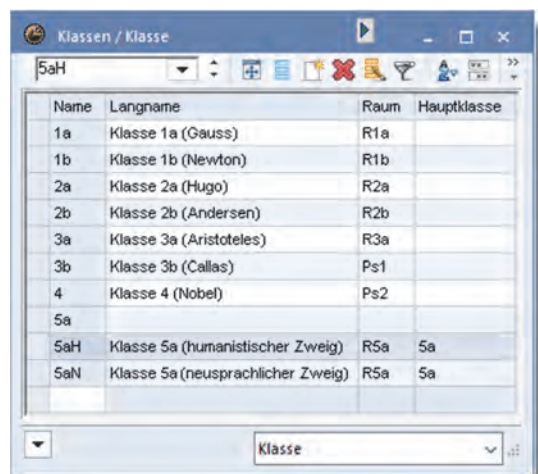 Klassen / Klasse
5aH
Name Langname Raum Hauptklasse
1a Klasse 1a (Gauss) R1a
1b Klasse 1b (Newton) R1b
2a Klasse 2a (Hugo) R2a
2b Klasse 2b (Andersen) R2b
3a Klasse 3a (Aristoteles) R3a
3b Klasse 3b (Callas) Ps1
4 Klasse 4 (Nobel) Ps2
5a
5aH Klasse 5a (humanistischer Zweig) R5a 5a
5aN Klasse 5a (neusprachlicher Zweig) R5a 5a
Klasse